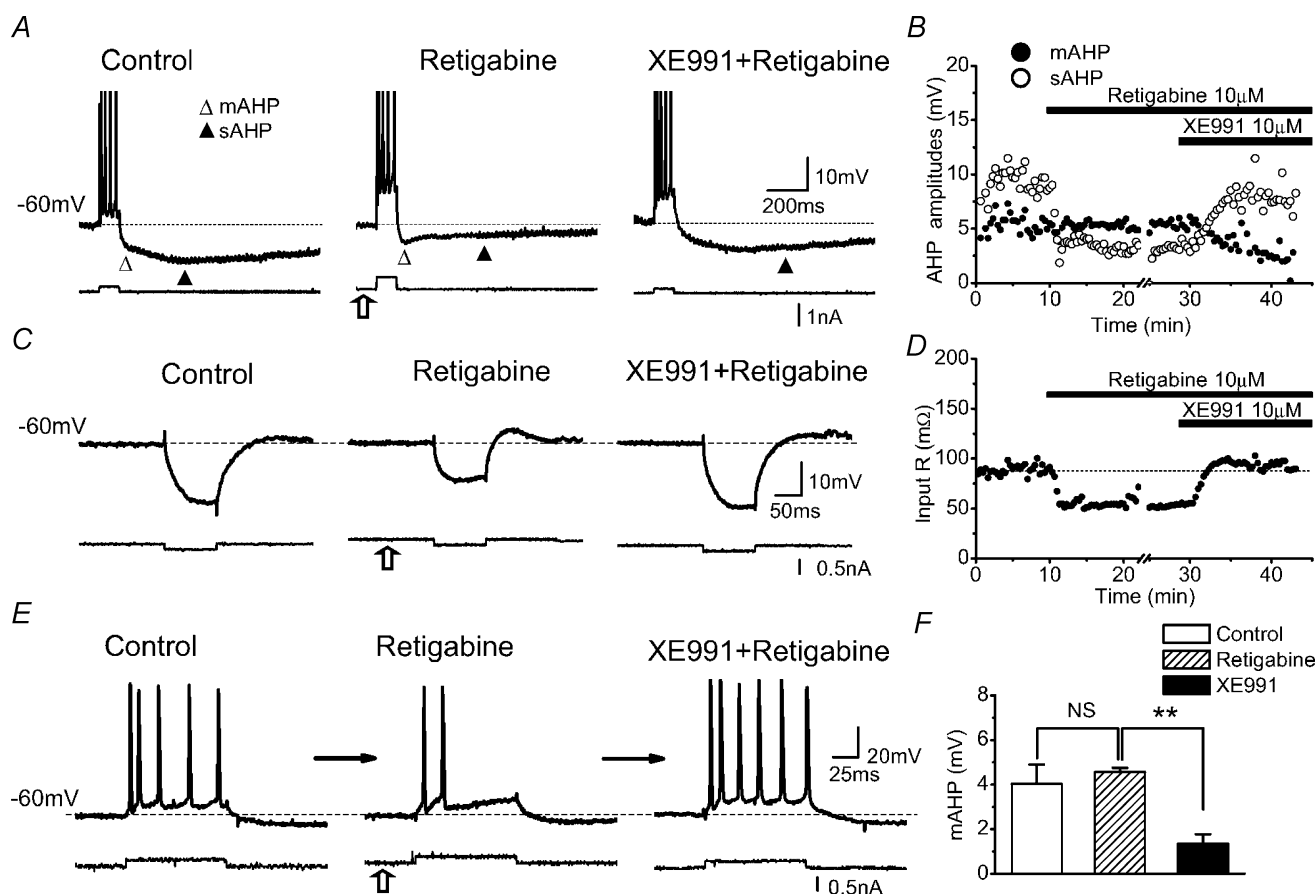 A
Control
Retigabine
XE991+Retigabine
△ mAHP
▲ sAHP
-60mV
10mV
200ms
1nA
B
● mAHP
○ sAHP
AHP amplitudes (mV)
20
15
10
5
0
Retigabine 10μM
XE991 10μM
0 10 20 30 40
Time (min)
C
Control
Retigabine
XE991+Retigabine
-60mV
10mV
50ms
0.5nA
D
Input R (mΩ)
200
150
100
50
0
Retigabine 10μM
XE991 10μM
0 10 20 30 40
Time (min)
E
Control
Retigabine
XE991+Retigabine
-60mV
20mV
25ms
0.5nA
F
Control
Retigabine
XE991
mAHP (mV)
8
6
4
2
0
NS
**